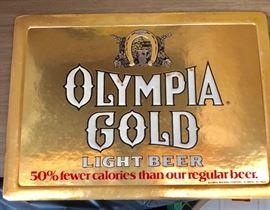 OLYMPIA
GOLD
LIGHT BEER
50% fewer calories than our regular beer.